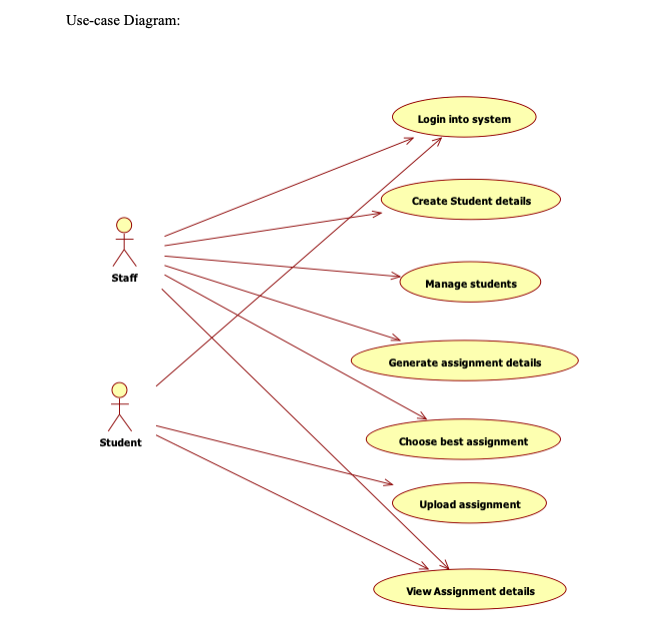 Use-case Diagram:
Login into system
Create Student details
Staff
Manage students
Generate assignment details
Student
Choose best assignment
Upload assignment
View Assignment details